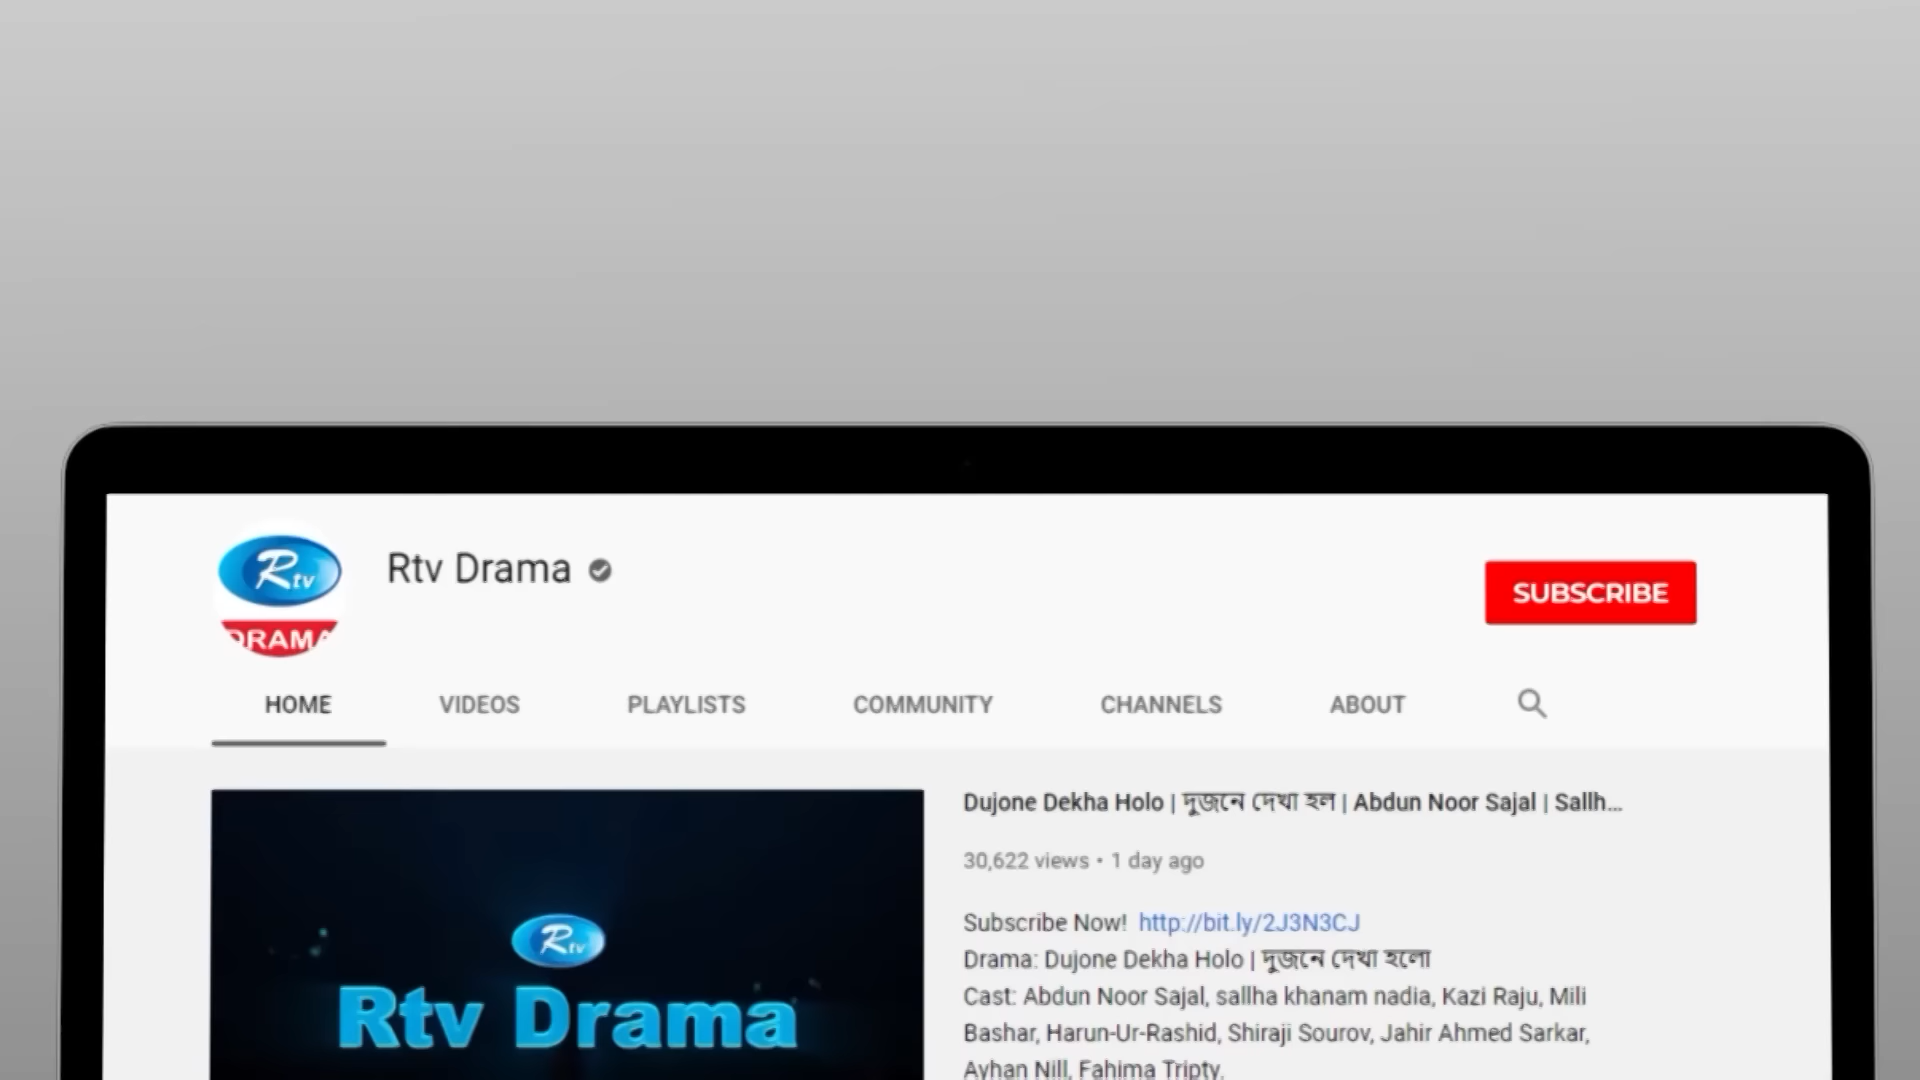 Rtv
DRAMA
Rtv Drama
SUBSCRIBE
HOME VIDEOS PLAYLISTS COMMUNITY CHANNELS ABOUT
Rtv
Rtv Drama
Dujone Dekha Holo | দুজনে দেখা হল | Abdun Noor Sajal | Sallh...
30,622 views • 1 day ago
Subscribe Now! http://bit.ly/2J3N3CJ
Drama: Dujone Dekha Holo | দুজনে দেখা হলো
Cast: Abdun Noor Sajal, sallha khanam nadia, Kazi Raju, Mili
Bashar, Harun-Ur-Rashid, Shiraji Sourov, Jahir Ahmed Sarkar,
Ayhan Nill, Fahima Tripty.